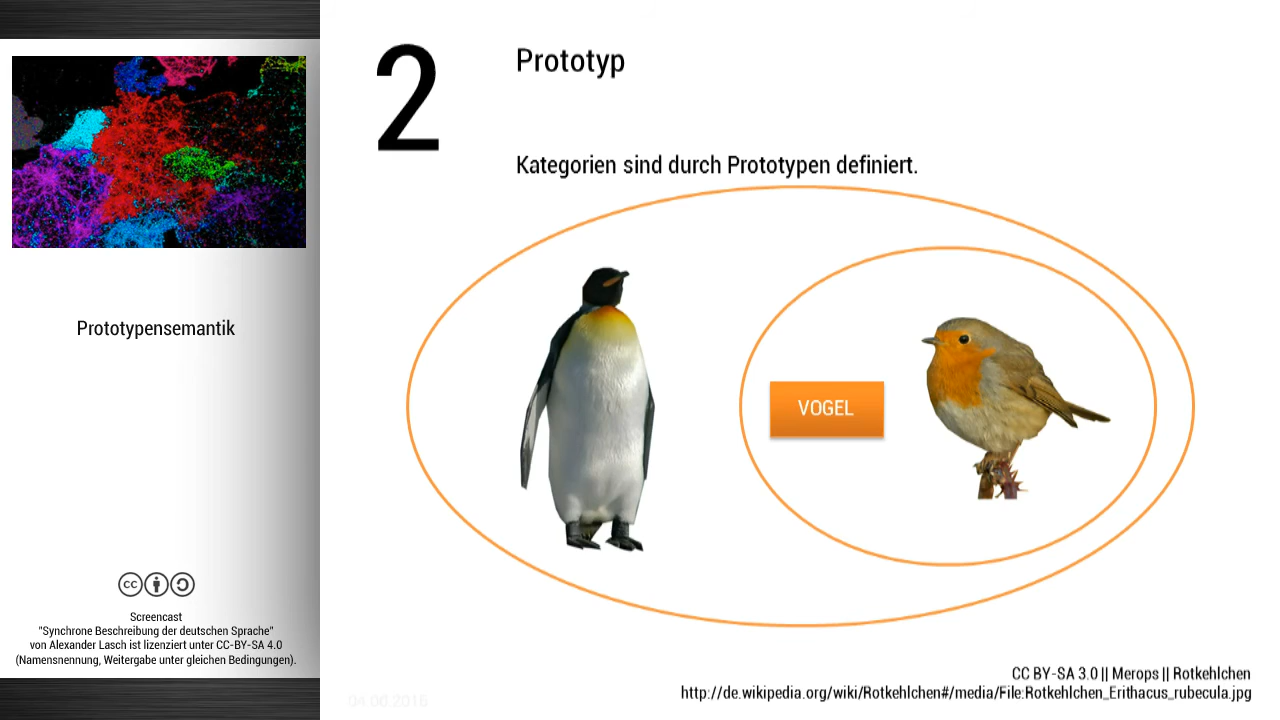 Prototypensemantik
cc
Screencast
"Synchrone Beschreibung der deutschen Sprache"
von Alexander Lasch ist lizenziert unter CC-BY-SA 4.0
(Namensnennung, Weitergabe unter gleichen Bedingungen).
2
Prototyp
Kategorien sind durch Prototypen definiert.
VOGEL
CC BY-SA 3.0 || Merops || Rotkehlchen
http://de.wikipedia.org/wiki/Rotkehlchen#/media/File:Rotkehlchen_Erithacus_rubecula.jpg